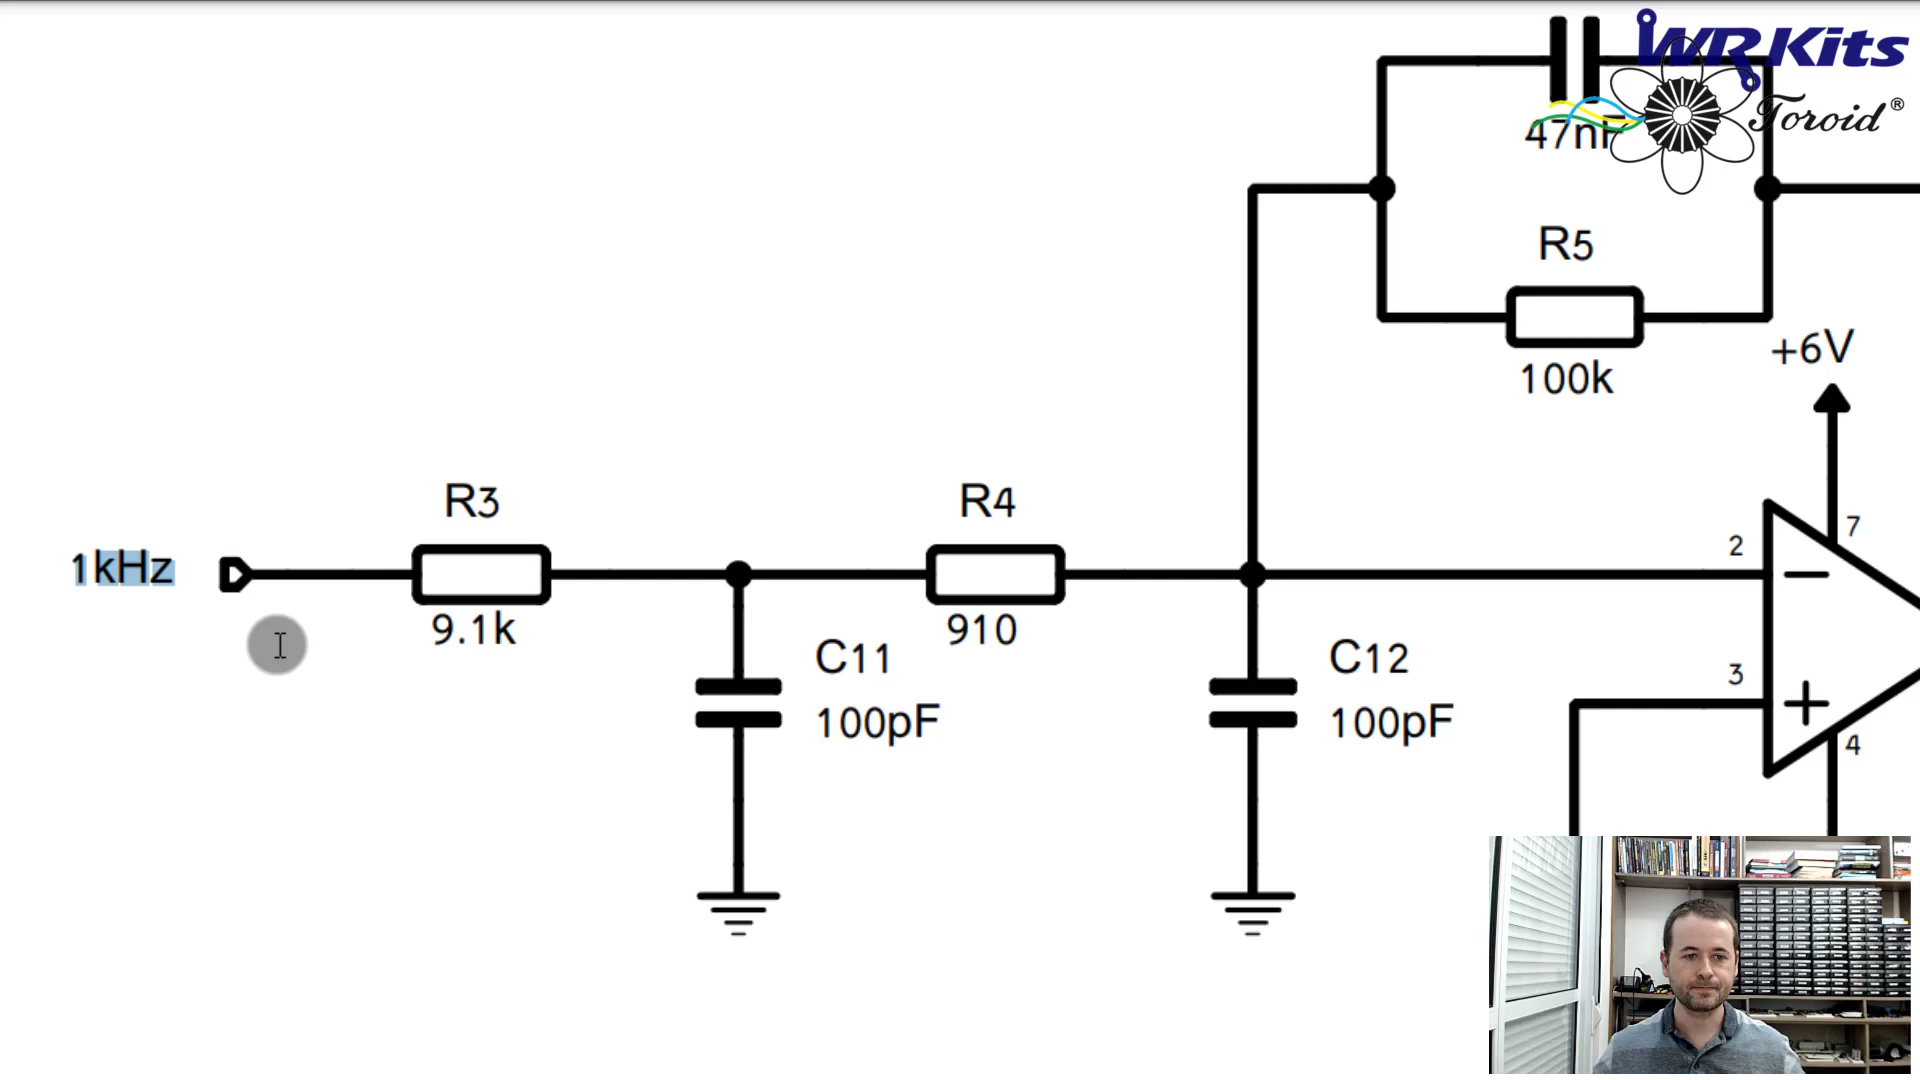 WRKits
Toroid®
47nF
R5
100k
+6V
7
R3
R4
1kHz
2
9.1k
910
C11
100pF
C12
100pF
3
4